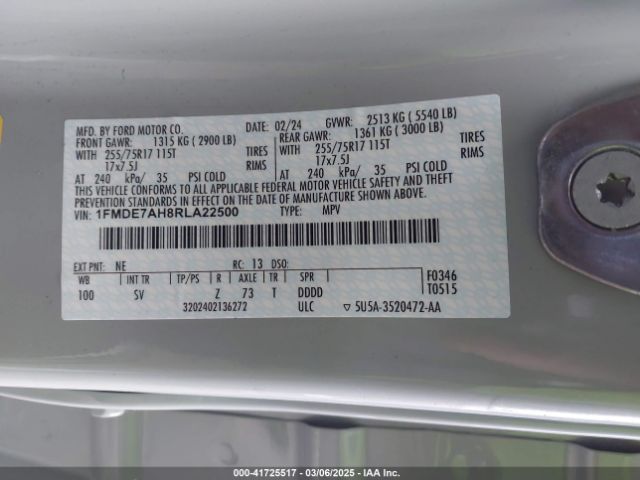 MFD. BY FORD MOTOR CO. DATE: 02/24 GVWR: 2513 KG ( 5540 LB)
FRONT GAWR: 1315 KG ( 2900 LB) REAR GAWR: 1361 KG ( 3000 LB)
WITH 255/75R17 115T TIRES WITH 255/75R17 115T TIRES
17x7.5J RIMS 17x7.5J RIMS
AT 240 kPa/ 35 PSI COLD AT 240 kPa/ 35 PSI COLD
THIS VEHICLE CONFORMS TO ALL APPLICABLE FEDERAL MOTOR VEHICLE SAFETY AND THEFT
PREVENTION STANDARDS IN EFFECT ON THE DATE OF MANUFACTURE SHOWN ABOVE.
VIN: 1FMDE7AH8RLA22500 TYPE: MPV
EXT PNT: NE RC: 13 DSO: F0346
WB INT TR TP/PS R AXLE TR SPR T0515
100 SV Z 73 T DDDD
3202402136272 ULC ▽ 5U5A-3520472-AA
000-41725517 - 03/06/2025 - IAA Inc.